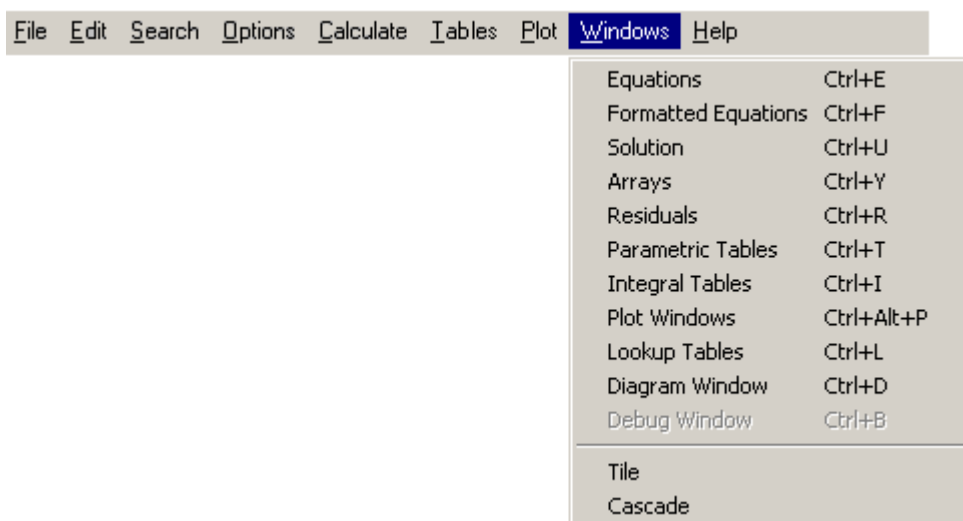 File Edit Search Options Calculate Tables Plot Windows Help
Equations Ctrl+E
Formatted Equations Ctrl+F
Solution Ctrl+U
Arrays Ctrl+Y
Residuals Ctrl+R
Parametric Tables Ctrl+T
Integral Tables Ctrl+I
Plot Windows Ctrl+Alt+P
Lookup Tables Ctrl+L
Diagram Window Ctrl+D
Debug Window Ctrl+B
Tile
Cascade